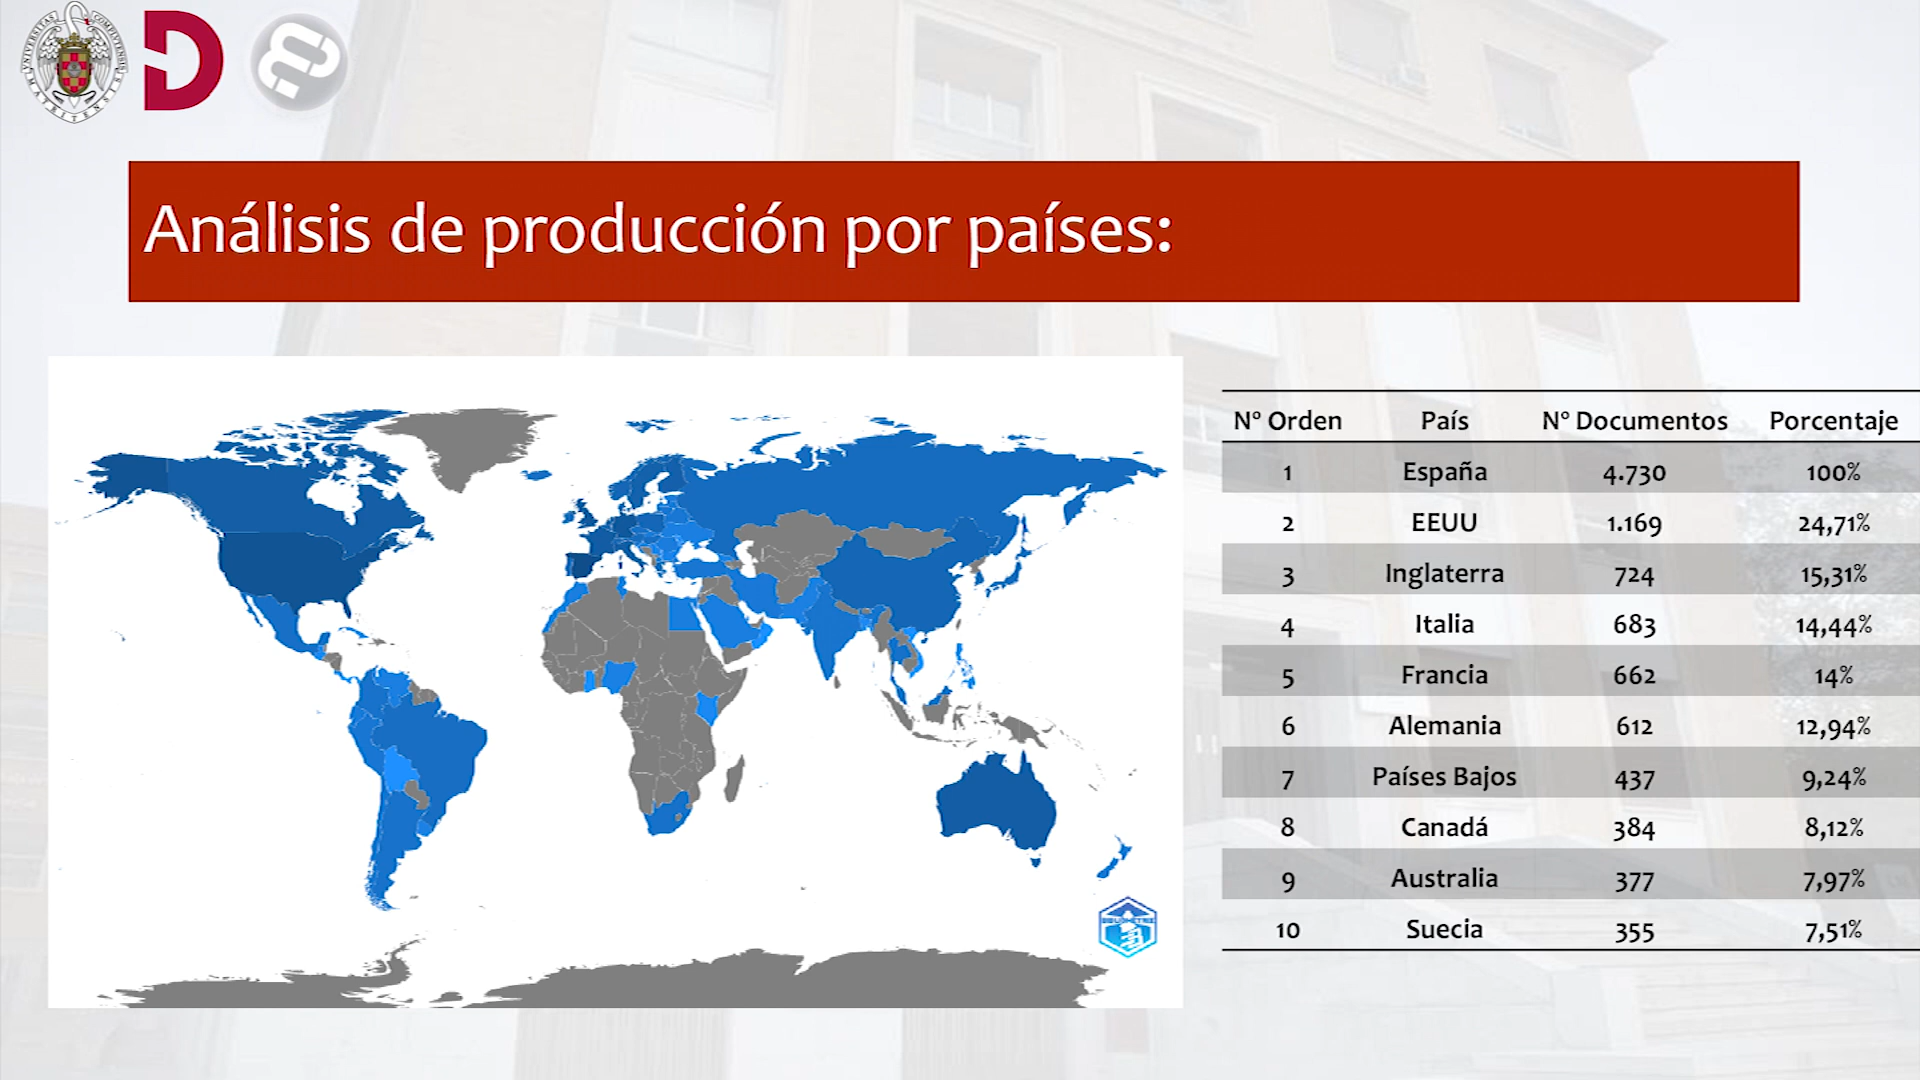 Análisis de producción por países:
Nº Orden País Nº Documentos Porcentaje
1 España 4.730 100%
2 EEUU 1.169 24,71%
3 Inglaterra 724 15,31%
4 Italia 683 14,44%
5 Francia 662 14%
6 Alemania 612 12,94%
7 Países Bajos 437 9,24%
8 Canadá 384 8,12%
9 Australia 377 7,97%
10 Suecia 355 7,51%